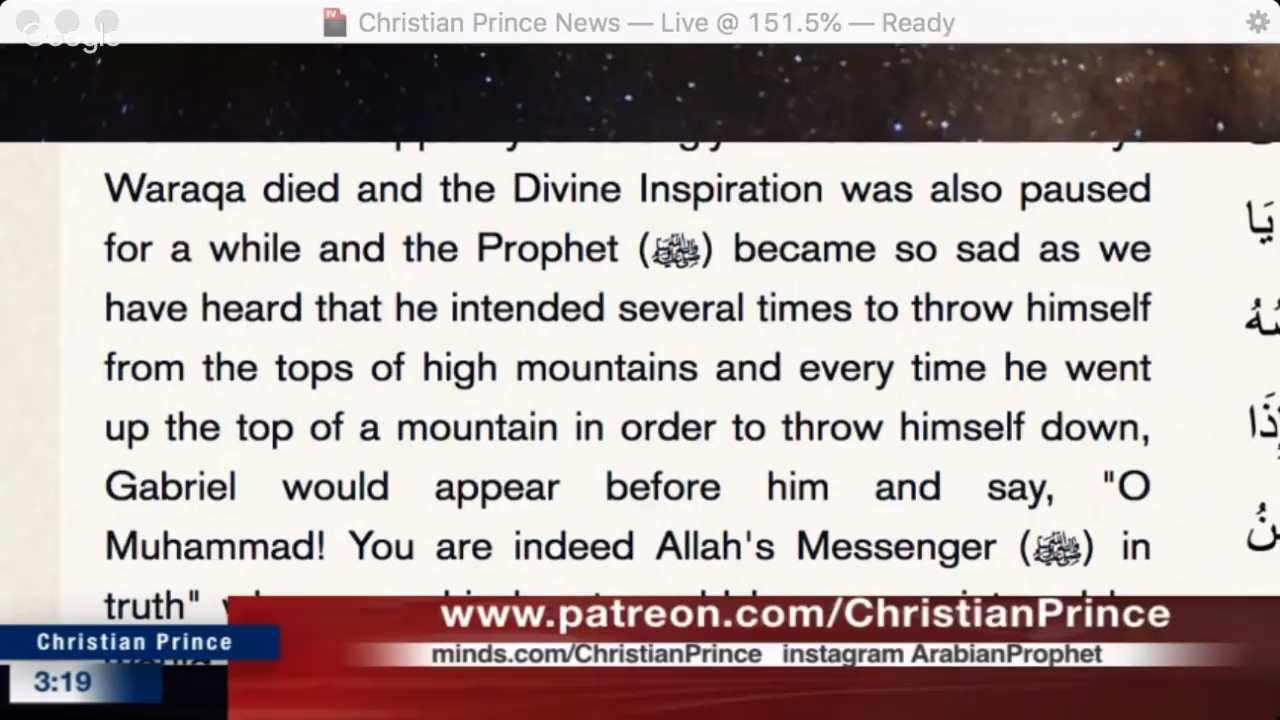 Christian Prince News — Live @ 151.5% — Ready
Google
Waraqa died and the Divine Inspiration was also paused
for a while and the Prophet (ﷺ) became so sad as we
have heard that he intended several times to throw himself
from the tops of high mountains and every time he went
up the top of a mountain in order to throw himself down,
Gabriel would appear before him and say, "O
Muhammad! You are indeed Allah's Messenger (ﷺ) in
truth"
يَا
www.patreon.com/ChristianPrince
Christian Prince
minds.com/ChristianPrince instagram ArabianProphet
3:19